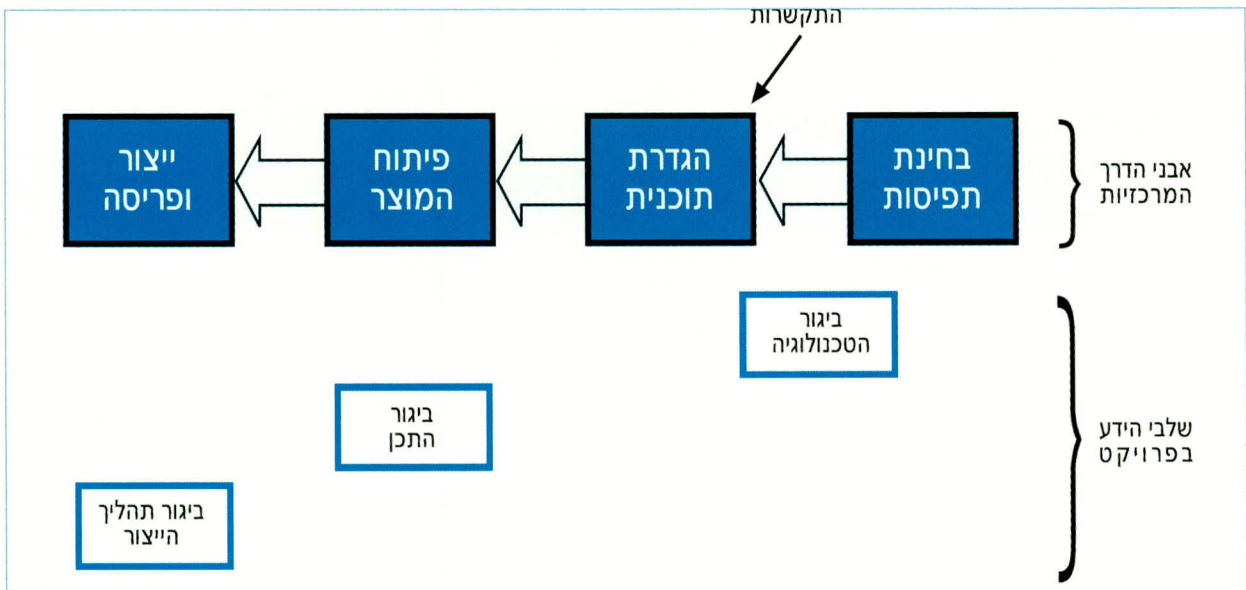 התקשרות
אבני הדרך
המרכזיות
בחינת
תפיסות
הגדרת
תוכנית
פיתוח
המוצר
ייצור
ופריסה
שלבי הידע
בפרויקט
ביגור
הטכנולוגיה
ביגור
התכן
ביגור תהליך
הייצור